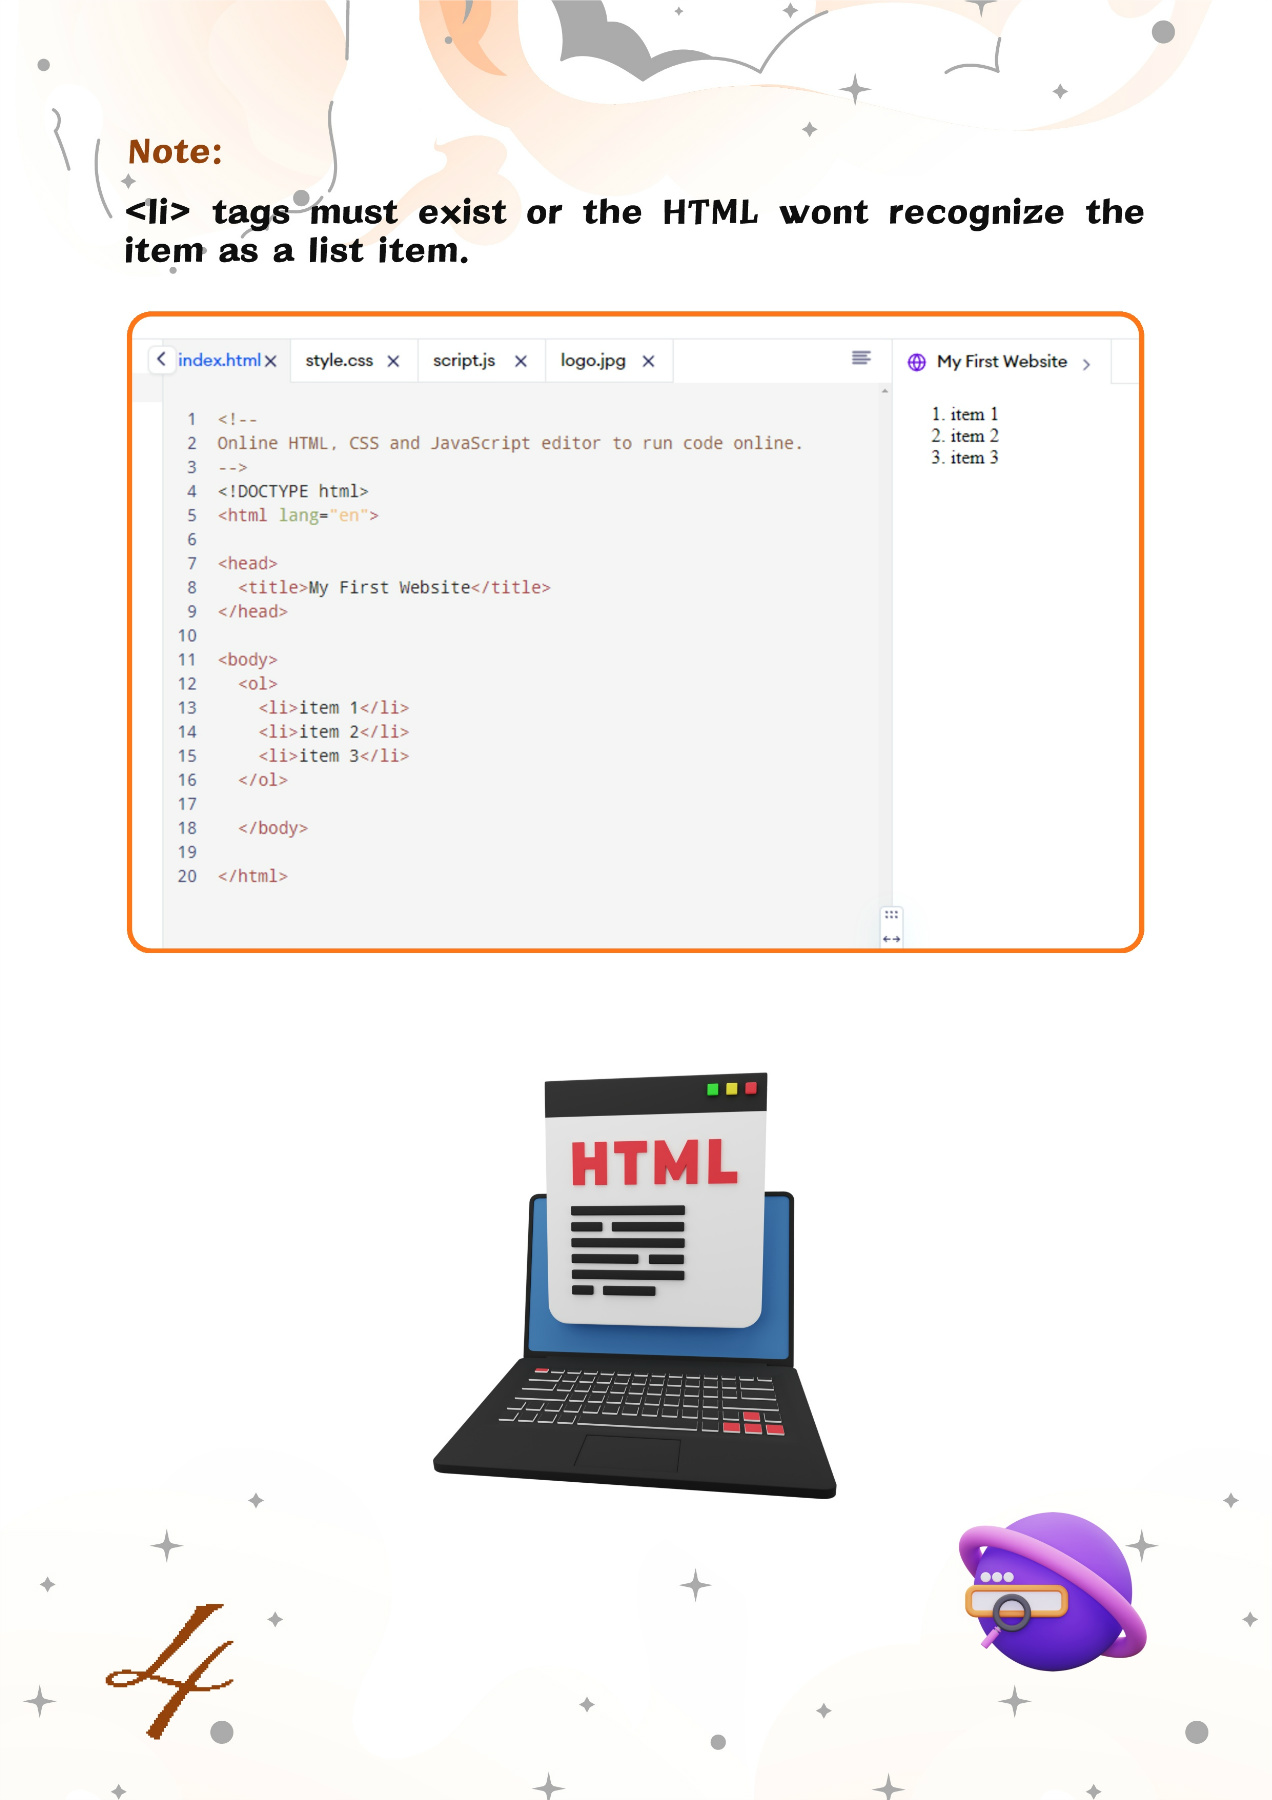 Note:
<li> tags must exist or the HTML wont recognize the
item as a list item.
index.html
style.css
script.js
logo.jpg
My First Website
1 <!--
2 Online HTML, CSS and JavaScript editor to run code online.
3 -->
4 <!DOCTYPE html>
5 <html lang="en">
6
7 <head>
8 <title>My First Website</title>
9 </head>
10
11 <body>
12 <ol>
13 <li>item 1</li>
14 <li>item 2</li>
15 <li>item 3</li>
16 </ol>
17
18 </body>
19
20 </html>
1. item 1
2. item 2
3. item 3
HTML
4